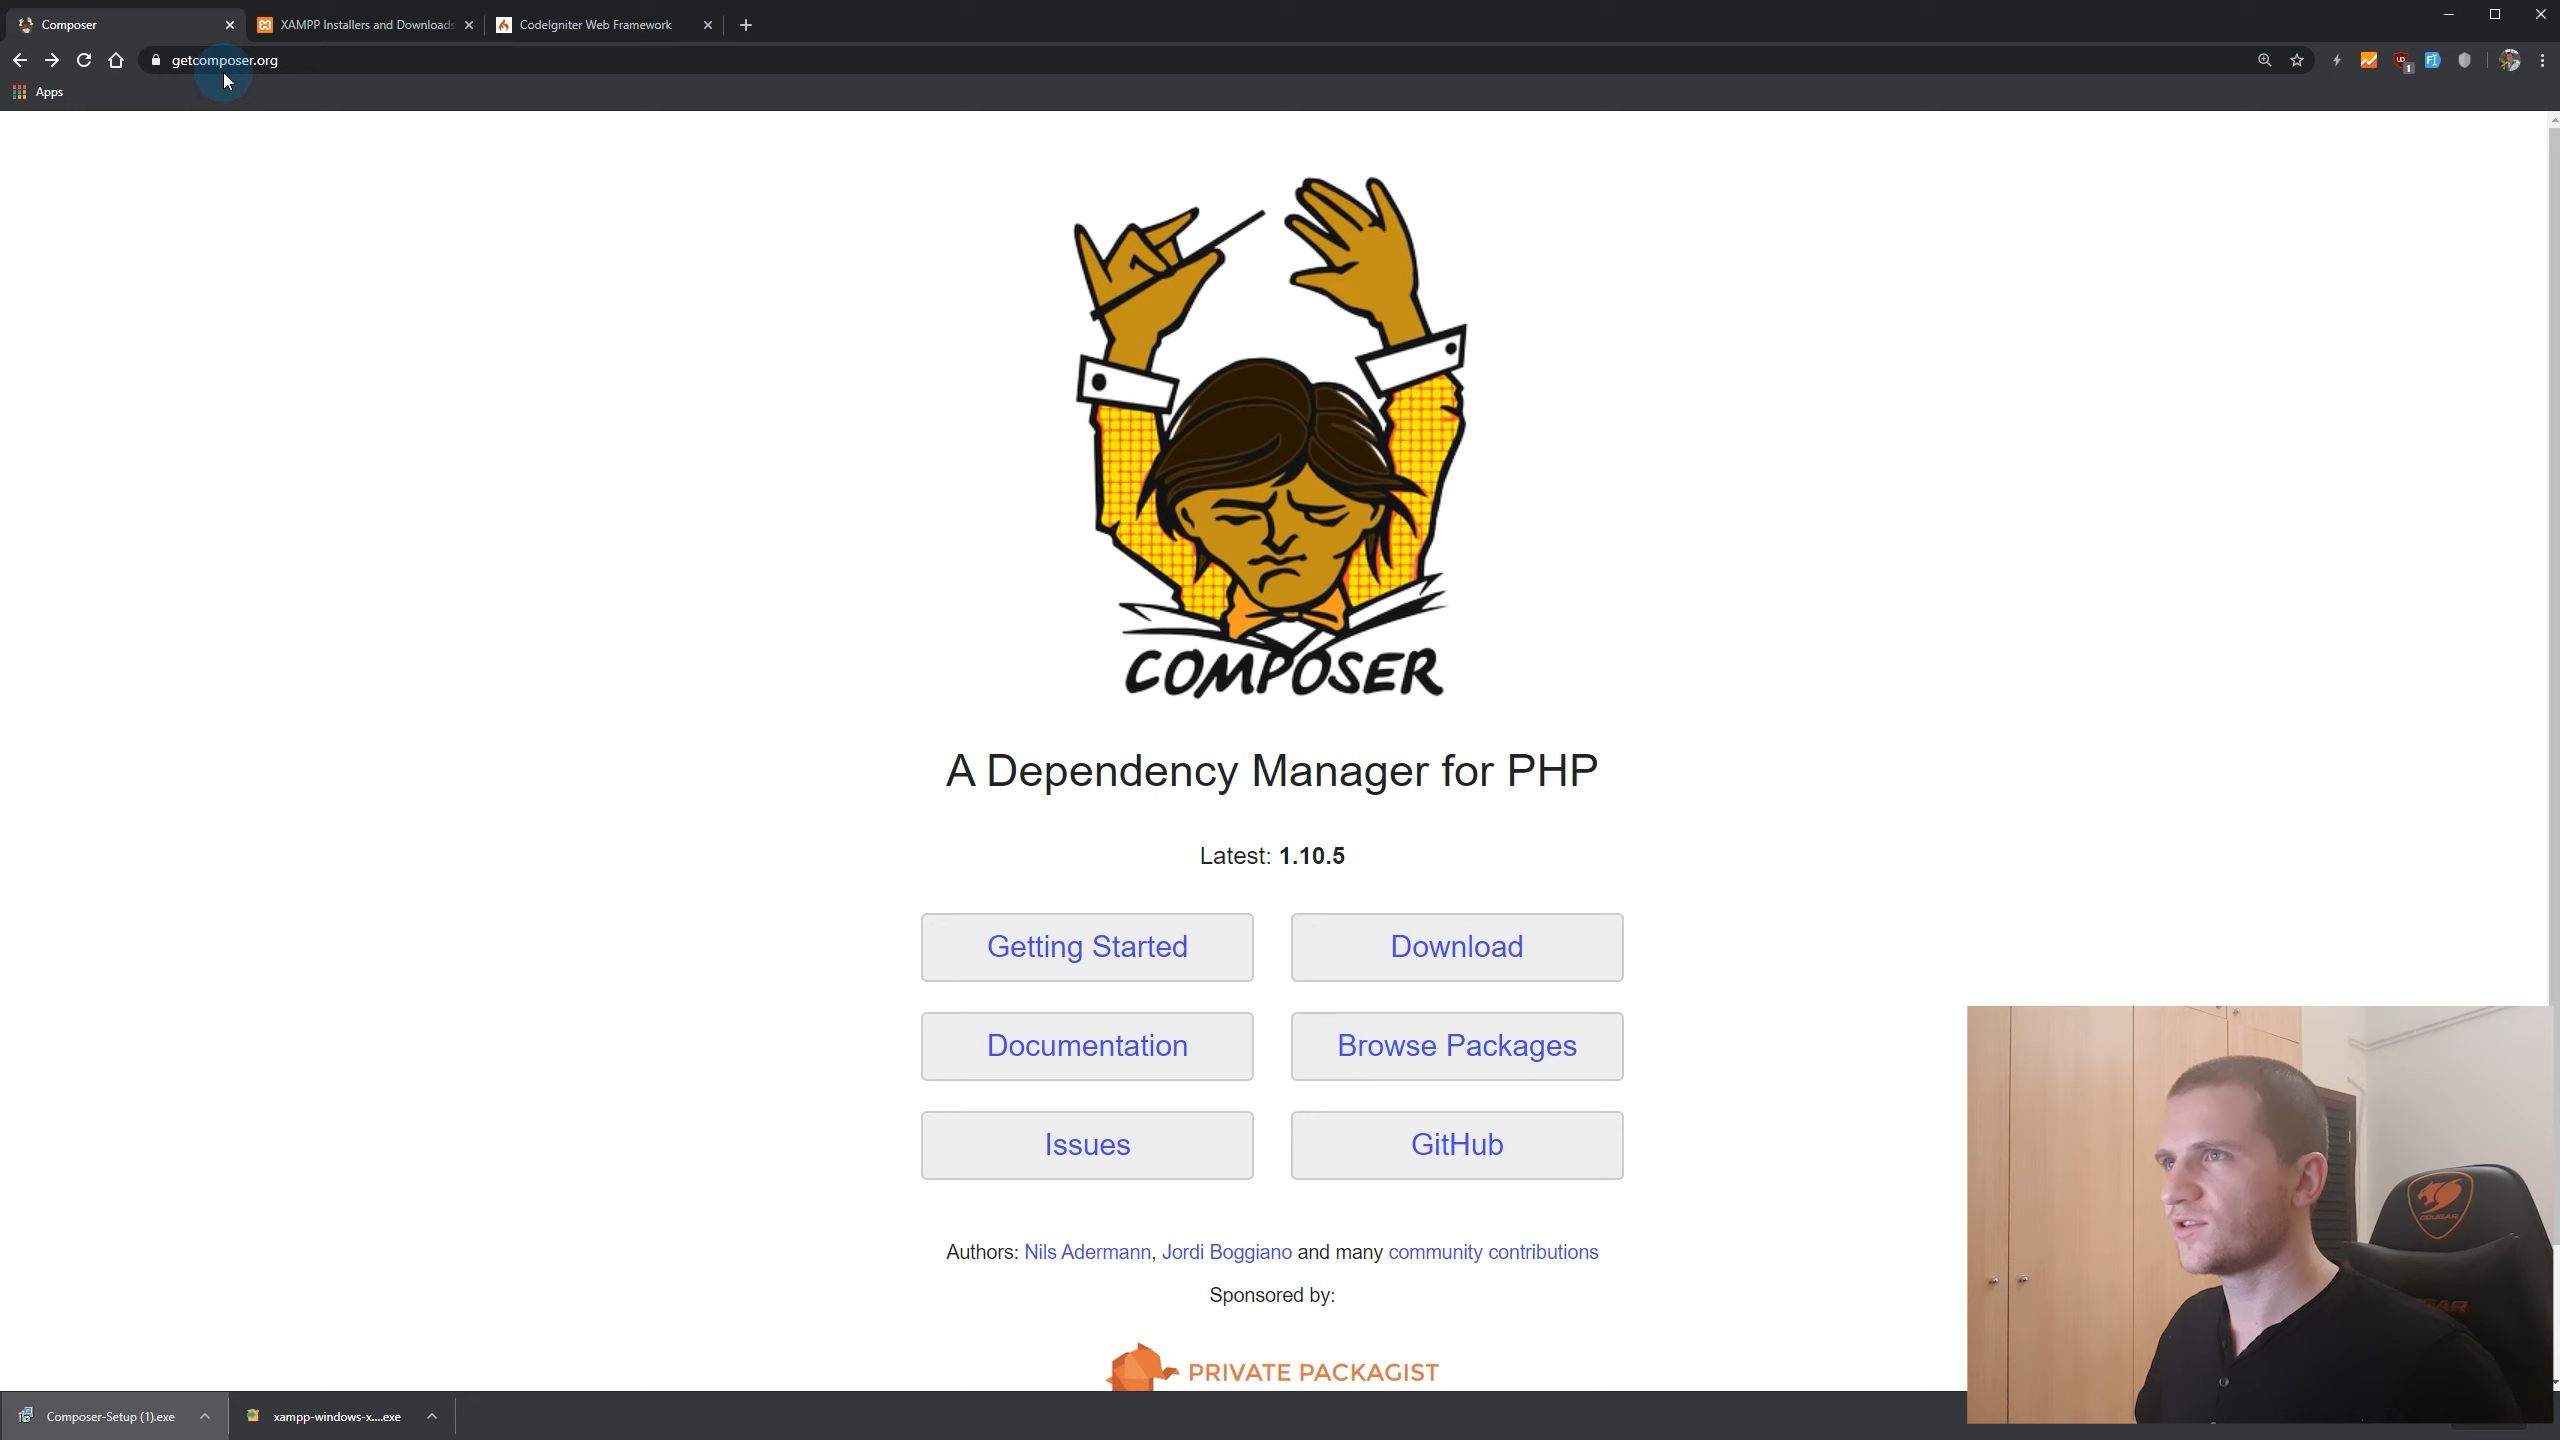 Composer
XAMPP Installers and Downloads
CodeIgniter Web Framework
getcomposer.org
Apps
COMPOSER
A Dependency Manager for PHP
Latest: 1.10.5
Getting Started
Download
Documentation
Browse Packages
Issues
GitHub
Authors: Nils Adermann, Jordi Boggiano and many community contributions
Sponsored by:
PRIVATE PACKAGIST
Composer-Setup (1).exe
xampp-windows-x....exe
COUGAR